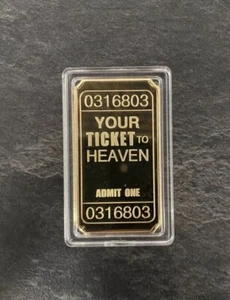 0316803
YOUR
TICKET TO
HEAVEN
ADMIT ONE
0316803